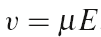 υ = μE